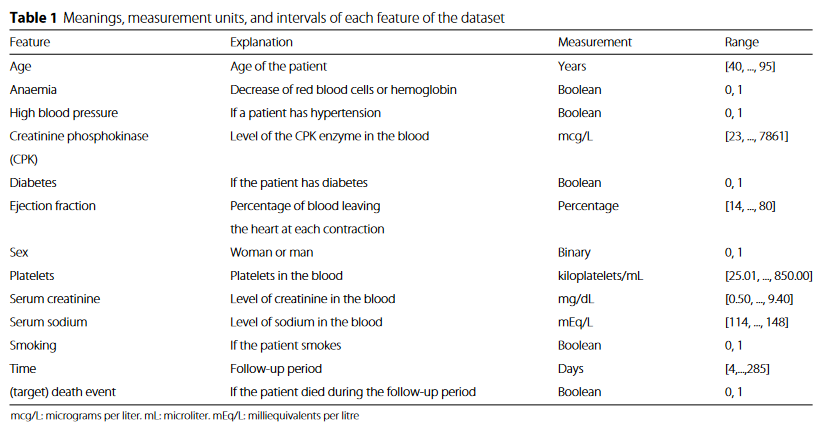 Table 1 Meanings, measurement units, and intervals of each feature of the dataset
Feature Explanation Measurement Range
Age Age of the patient Years [40, ..., 95]
Anaemia Decrease of red blood cells or hemoglobin Boolean 0, 1
High blood pressure If a patient has hypertension Boolean 0, 1
Creatinine phosphokinase Level of the CPK enzyme in the blood mcg/L [23, ..., 7861]
(CPK)
Diabetes If the patient has diabetes Boolean 0, 1
Ejection fraction Percentage of blood leaving Percentage [14, ..., 80]
the heart at each contraction
Sex Woman or man Binary 0, 1
Platelets Platelets in the blood kiloplatelets/mL [25.01, ..., 850.00]
Serum creatinine Level of creatinine in the blood mg/dL [0.50, ..., 9.40]
Serum sodium Level of sodium in the blood mEq/L [114, ..., 148]
Smoking If the patient smokes Boolean 0, 1
Time Follow-up period Days [4,...,285]
(target) death event If the patient died during the follow-up period Boolean 0, 1
mcg/L: micrograms per liter. mL: microliter. mEq/L: milliequivalents per litre